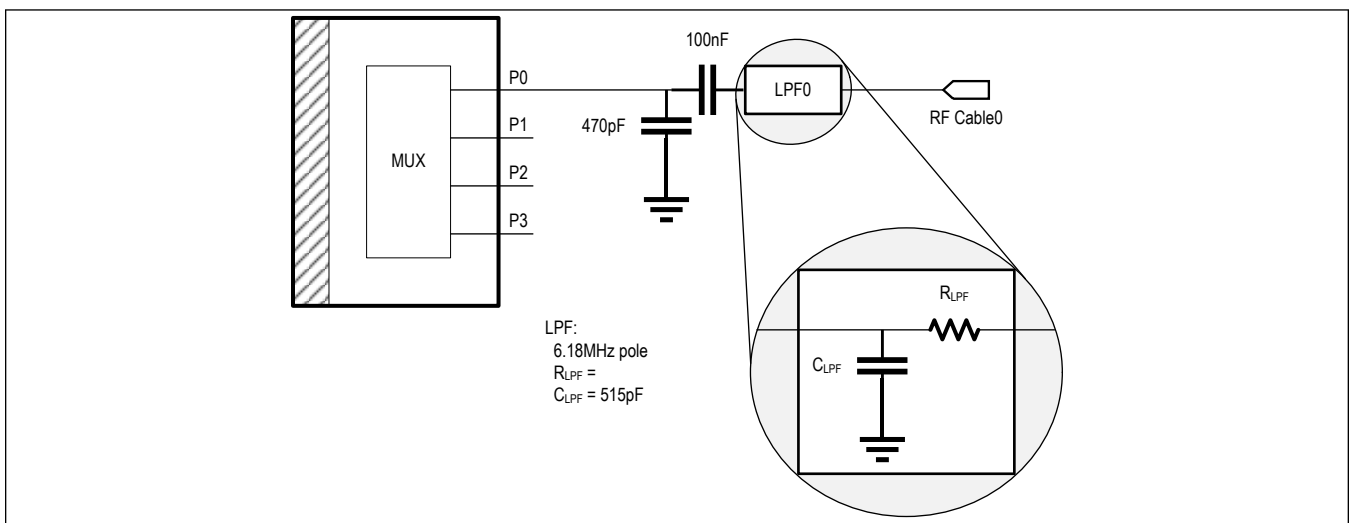 100nF
P0
LPF0
RF Cable0
470pF
P1
MUX
P2
P3
RLPF
LPF:
6.18MHz pole
RLPF =
CLPF
CLPF = 515pF